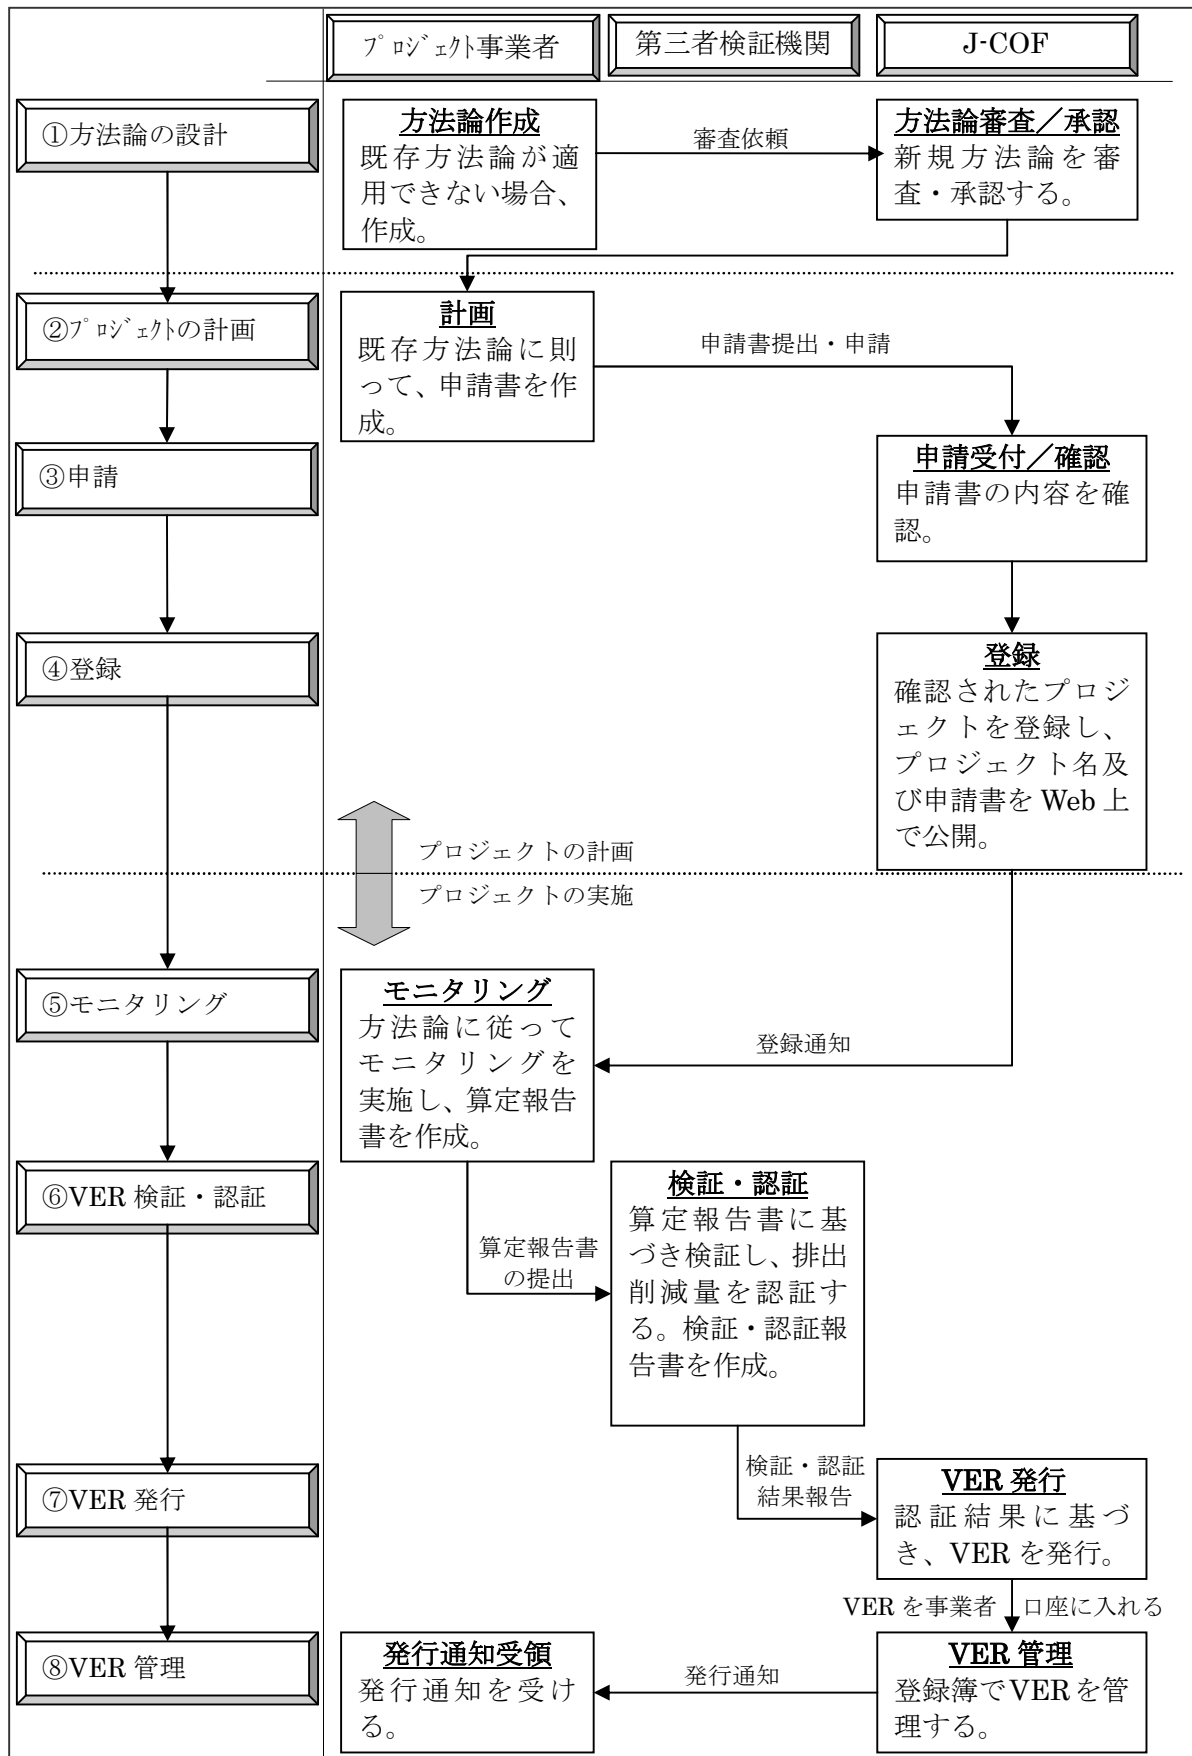 ﾌﾟﾛｼﾞｪｸﾄ事業者
第三者検証機関
J-COF
①方法論の設計
方法論作成
既存方法論が適
用できない場合、
作成。
審査依頼
方法論審査／承認
新規方法論を審
査・承認する。
②ﾌﾟﾛｼﾞｪｸﾄの計画
計画
既存方法論に則
って、申請書を作
成。
申請書提出・申請
③申請
申請受付／確認
申請書の内容を確
認。
④登録
登録
確認されたプロジ
ェクトを登録し、
プロジェクト名及
び申請書を Web 上
で公開。
プロジェクトの計画
プロジェクトの実施
⑤モニタリング
モニタリング
方法論に従って
モニタリングを
実施し、算定報告
書を作成。
登録通知
⑥VER 検証・認証
算定報告書
の提出
検証・認証
算定報告書に基
づき検証し、排出
削減量を認証す
る。検証・認証報
告書を作成。
⑦VER 発行
検証・認証
結果報告
VER 発行
認証結果に基づ
き、VER を発行。
VER を事業者 口座に入れる
⑧VER 管理
発行通知受領
発行通知を受け
る。
発行通知
VER 管理
登録簿でVERを管
理する。